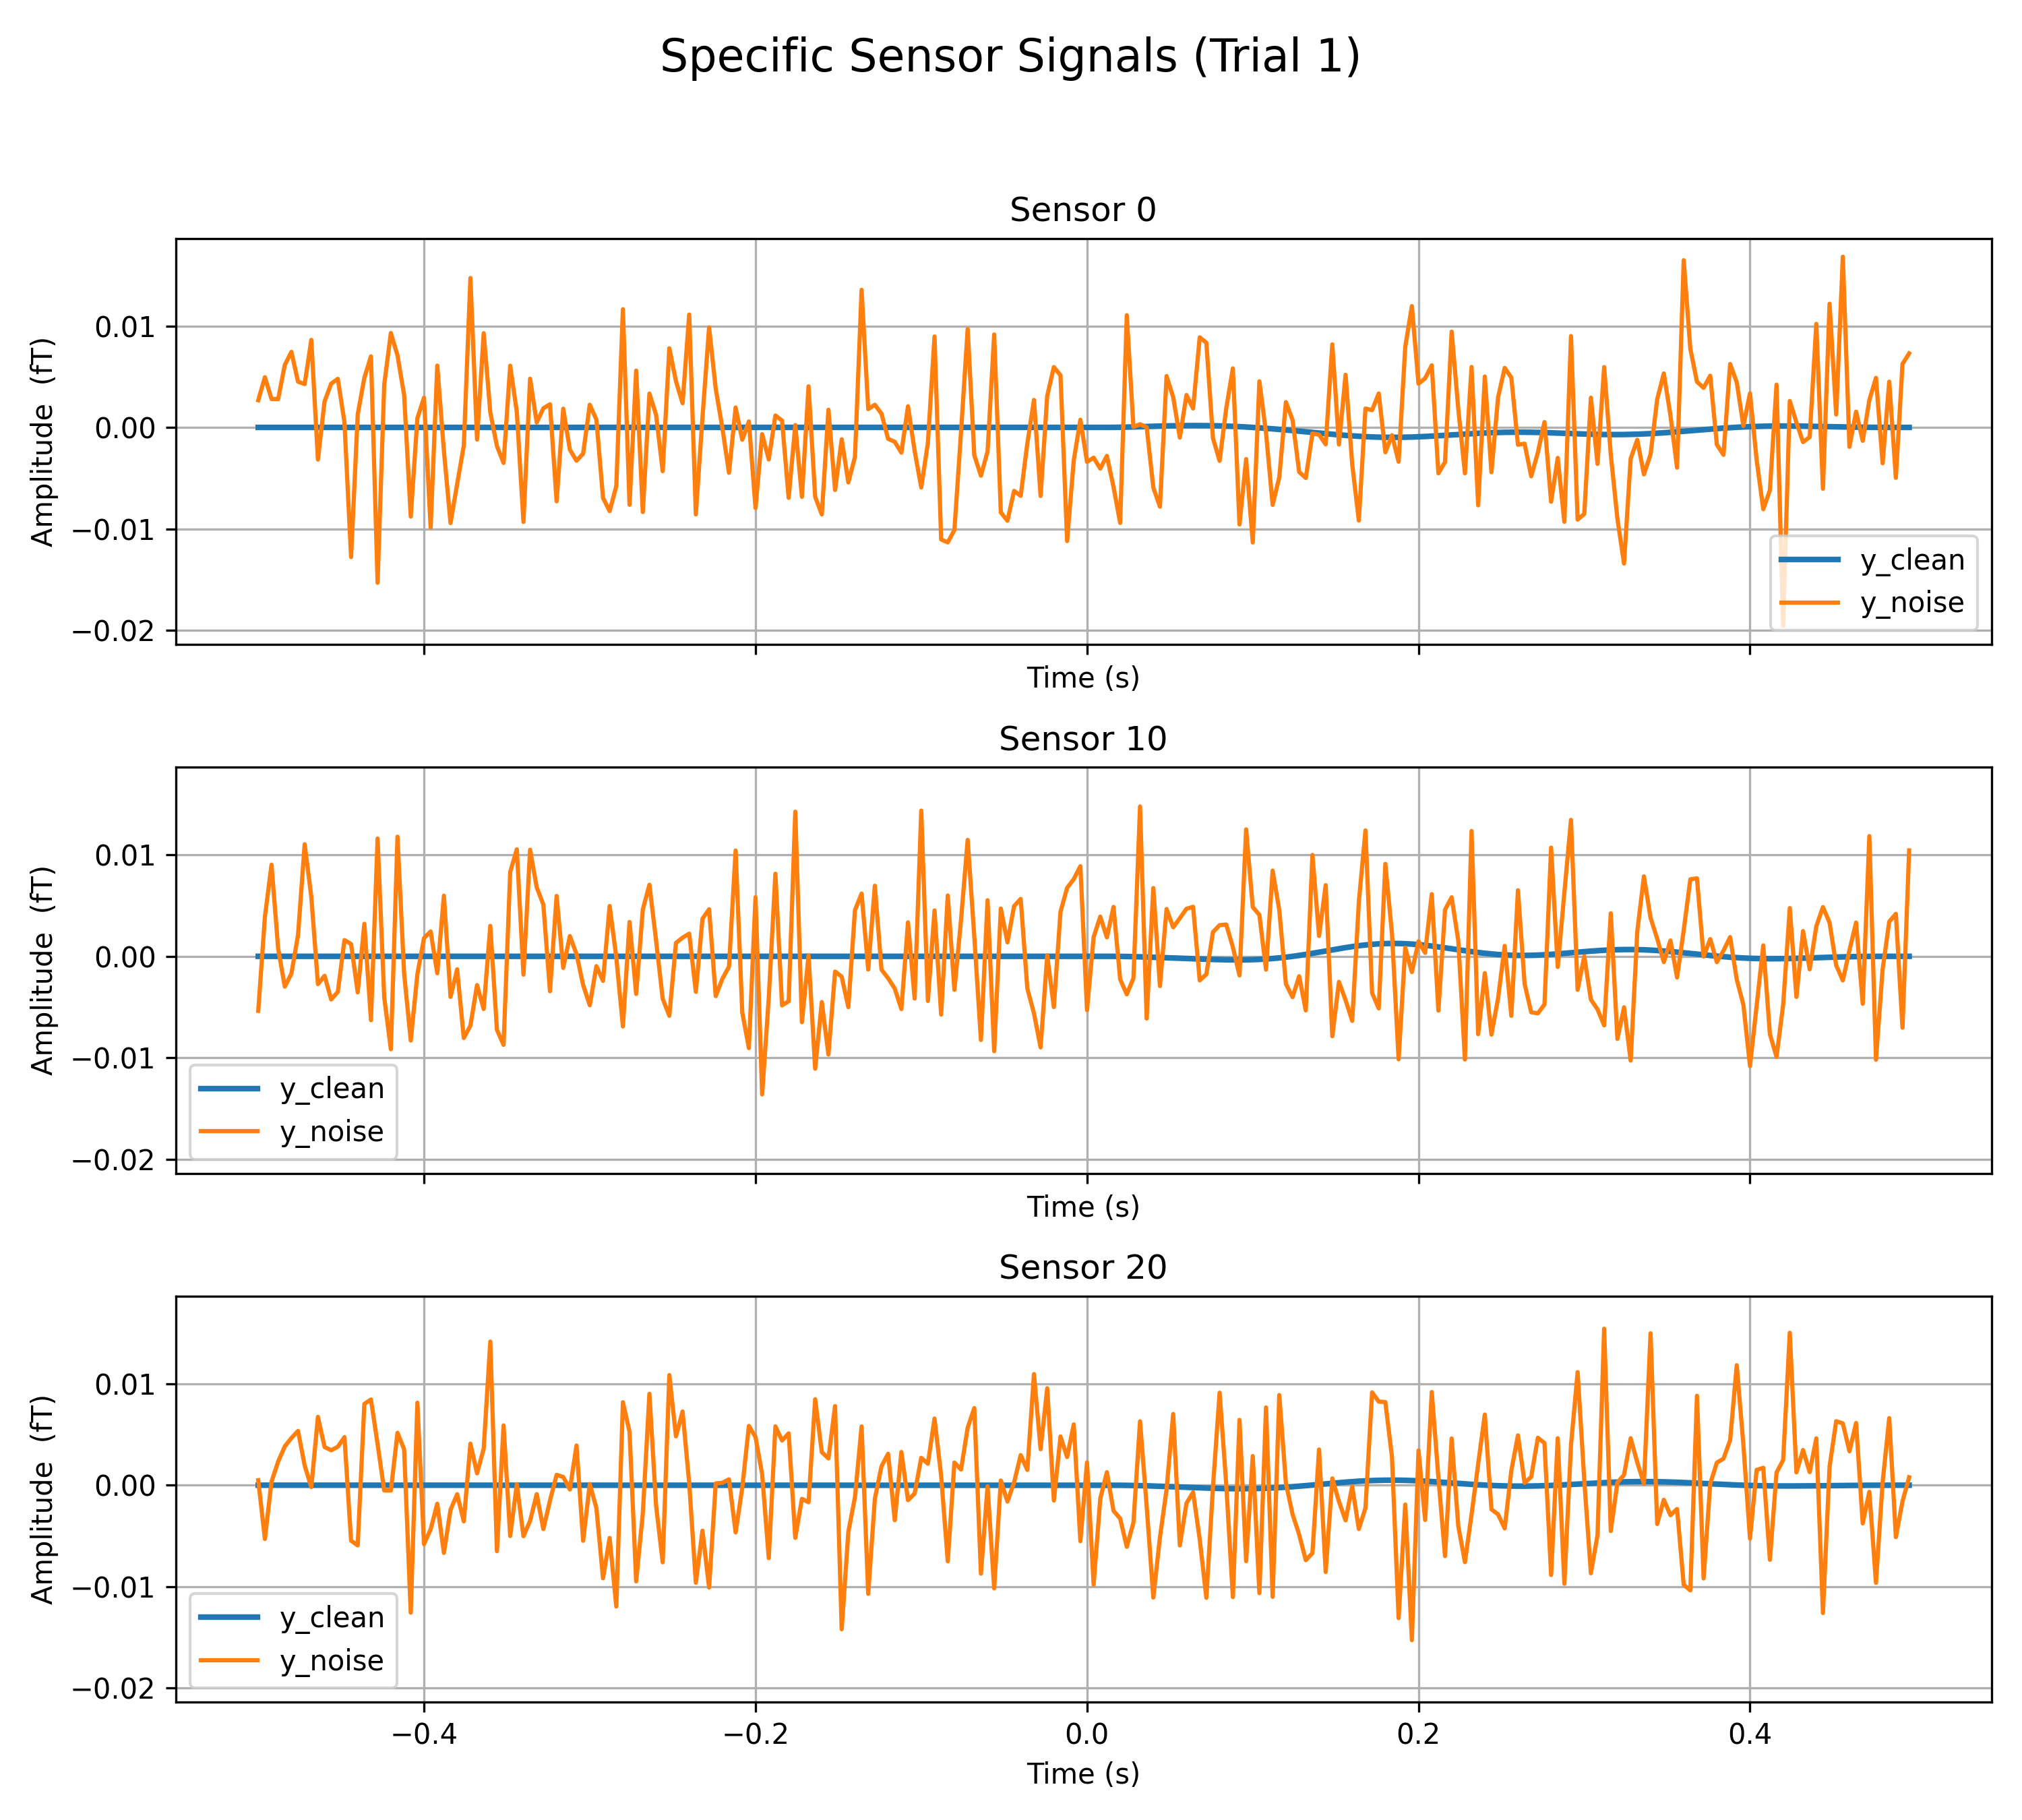 Specific Sensor Signals (Trial 1)
Sensor 0
Amplitude (fT)
0.01
0.00
−0.01
−0.02
y_clean
y_noise
Time (s)
Sensor 10
Amplitude (fT)
0.01
0.00
−0.01
−0.02
y_clean
y_noise
Time (s)
Sensor 20
Amplitude (fT)
0.01
0.00
−0.01
−0.02
y_clean
y_noise
−0.4 −0.2 0.0 0.2 0.4
Time (s)